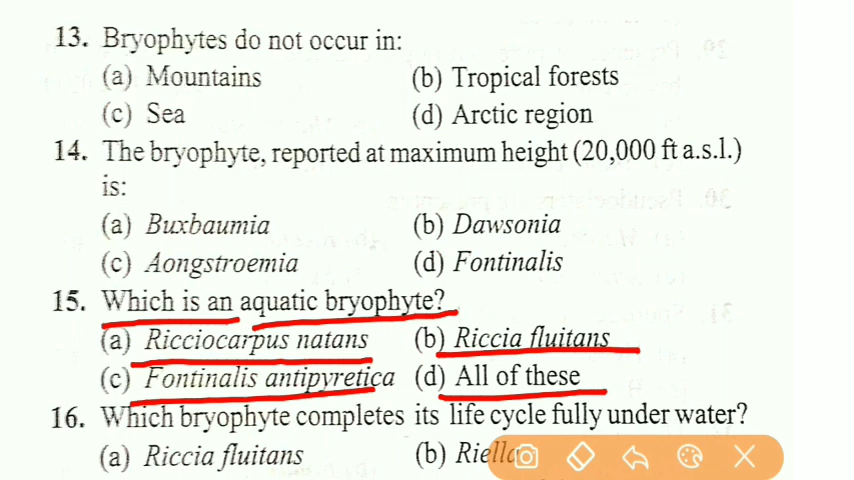 13. Bryophytes do not occur in:
(a) Mountains (b) Tropical forests
(c) Sea (d) Arctic region
14. The bryophyte, reported at maximum height (20,000 ft a.s.l.)
is:
(a) Buxbaumia (b) Dawsonia
(c) Aongstroemia (d) Fontinalis
15. Which is an aquatic bryophyte?
(a) Ricciocarpus natans (b) Riccia fluitans
(c) Fontinalis antipyretica (d) All of these
16. Which bryophyte completes its life cycle fully under water?
(a) Riccia fluitans (b)